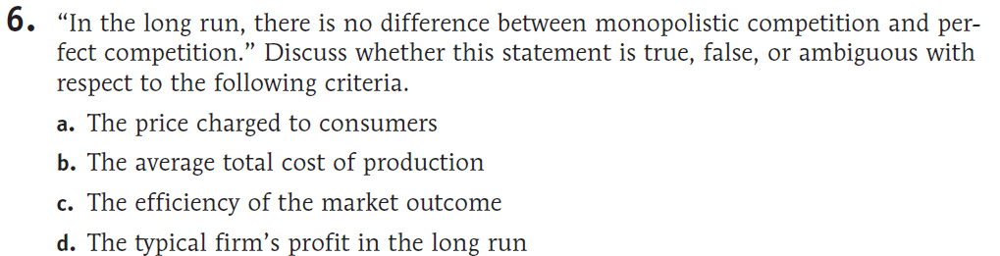 6. “In the long run, there is no difference between monopolistic competition and per-
fect competition.” Discuss whether this statement is true, false, or ambiguous with
respect to the following criteria.
a. The price charged to consumers
b. The average total cost of production
c. The efficiency of the market outcome
d. The typical firm’s profit in the long run